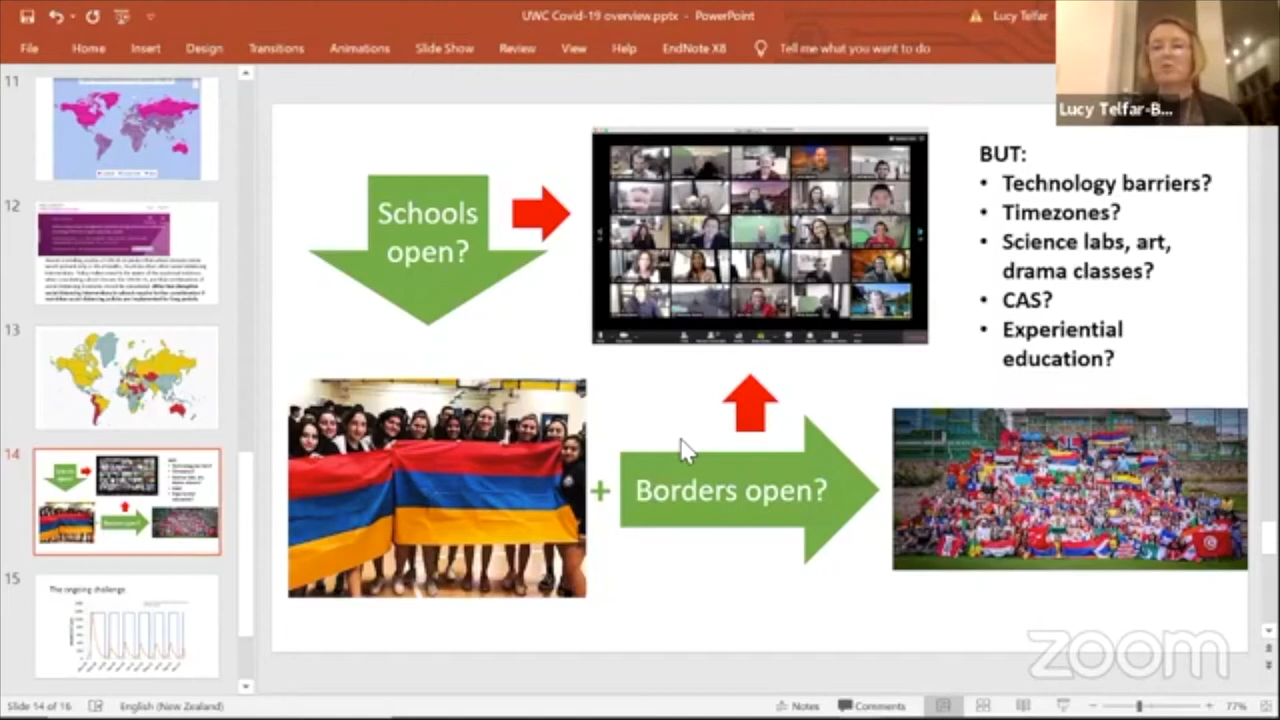 UWC Covid-19 overview.pptx - PowerPoint
Lucy Telfar
File Home Insert Design Transitions Animations Slide Show Review View Help EndNote X8 Tell me what you want to do
Lucy Telfar-B...
11
12
13
14
15
The ongoing challenge
Schools
open?
BUT:
• Technology barriers?
• Timezones?
• Science labs, art,
drama classes?
• CAS?
• Experiential
education?
+
Borders open?
zoom
Slide 14 of 16 English (New Zealand) Notes Comments 77%